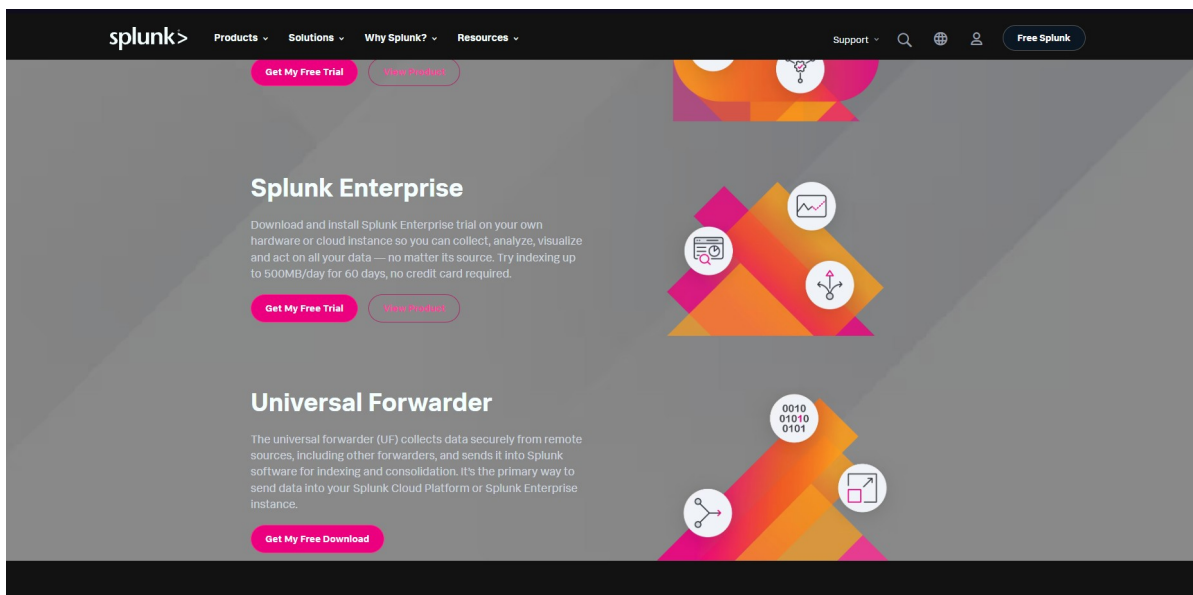 splunk> Products Solutions Why Splunk? Resources Support Free Splunk
Get My Free Trial View Product
Splunk Enterprise
Download and install Splunk Enterprise trial on your own
hardware or cloud instance so you can collect, analyze, visualize
and act on all your data — no matter its source. Try indexing up
to 500MB/day for 60 days, no credit card required.
Get My Free Trial View Product
Universal Forwarder
0010
01010
0101
The universal forwarder (UF) collects data securely from remote
sources, including other forwarders, and sends it into Splunk
software for indexing and consolidation. It's the primary way to
send data into your Splunk Cloud Platform or Splunk Enterprise
instance.
Get My Free Download